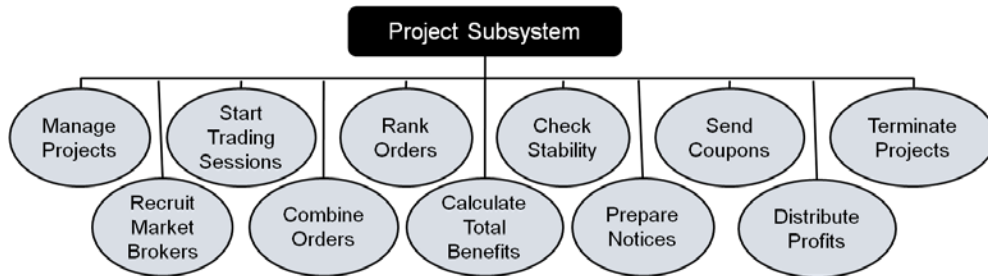 Project Subsystem
Manage
Projects
Start
Trading
Sessions
Rank
Orders
Check
Stability
Send
Coupons
Terminate
Projects
Recruit
Market
Brokers
Combine
Orders
Calculate
Total
Benefits
Prepare
Notices
Distribute
Profits